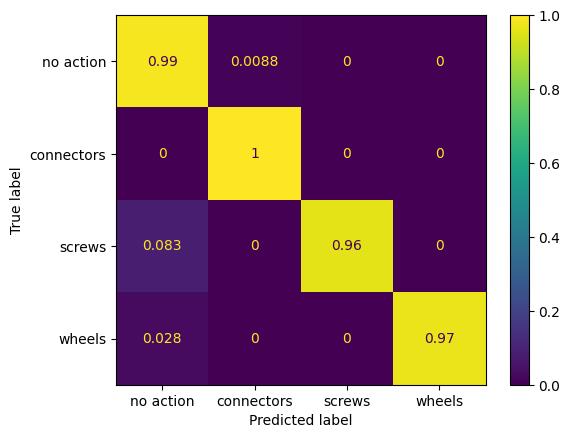 True label
no action 0.99 0.0088 0 0
connectors 0 1 0 0
screws 0.083 0 0.96 0
wheels 0.028 0 0 0.97
no action connectors screws wheels
Predicted label
1.0
0.8
0.6
0.4
0.2
0.0